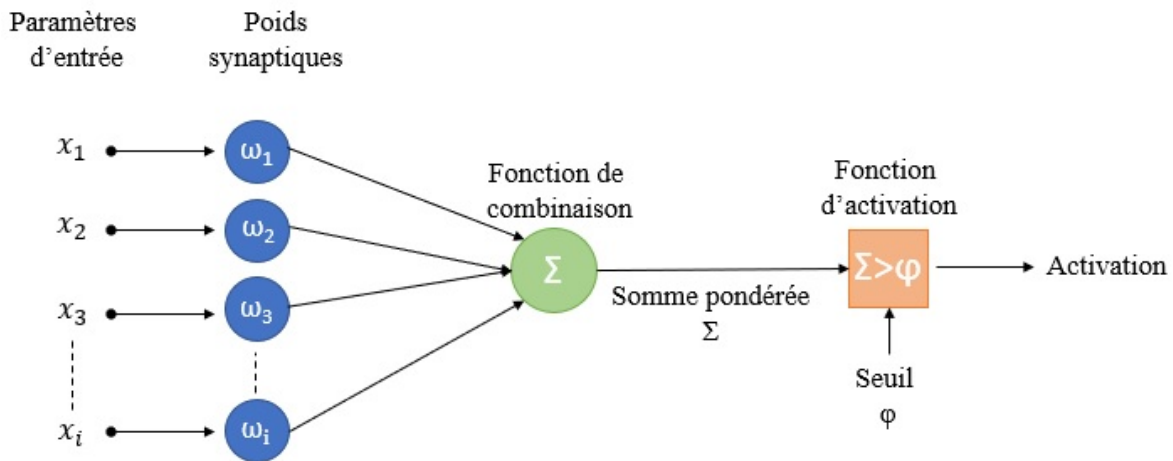 Paramètres
d'entrée
Poids
synaptiques
x₁
ω₁
x₂
ω₂
x₃
ω₃
xᵢ
ωᵢ
Fonction de
combinaison
Σ
Somme pondérée
Σ
Fonction
d'activation
Σ>φ
Activation
Seuil
φ